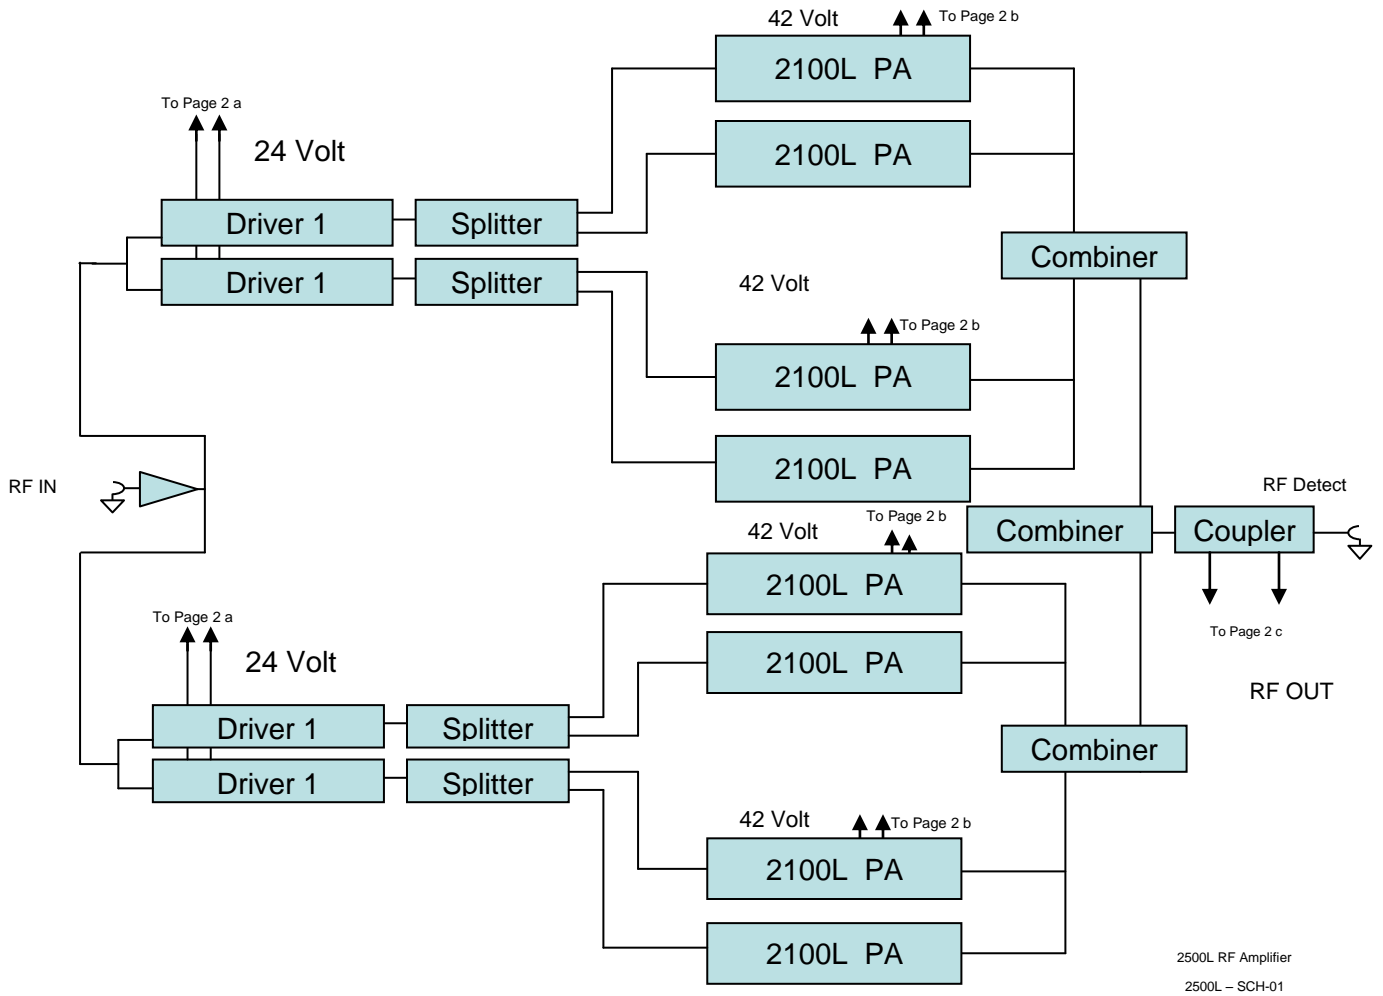 42 Volt
To Page 2 b
2100L  PA
To Page 2 a
24 Volt
2100L  PA
Driver 1
Splitter
Combiner
Driver 1
Splitter
42 Volt
To Page 2 b
2100L  PA
2100L  PA
RF IN
RF Detect
To Page 2 b
42 Volt
Combiner
Coupler
2100L  PA
To Page 2 a
To Page 2 c
24 Volt
2100L  PA
RF OUT
Driver 1
Splitter
Combiner
Driver 1
Splitter
42 Volt
To Page 2 b
2100L  PA
2100L  PA
2500L RF Amplifier
2500L – SCH-01